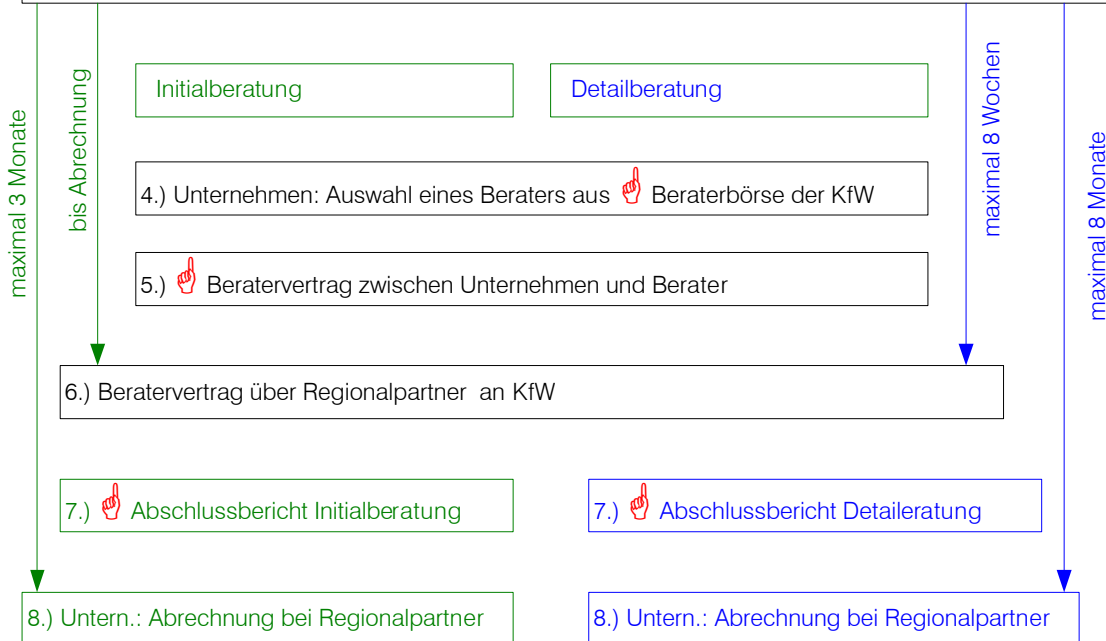 maximal 3 Monate
bis Abrechnung
Initialberatung
Detailberatung
maximal 8 Wochen
maximal 8 Monate
4.) Unternehmen: Auswahl eines Beraters aus Beraterbörse der KfW
5.) Beratervertrag zwischen Unternehmen und Berater
6.) Beratervertrag über Regionalpartner an KfW
7.) Abschlussbericht Initialberatung
7.) Abschlussbericht Detaileratung
8.) Untern.: Abrechnung bei Regionalpartner
8.) Untern.: Abrechnung bei Regionalpartner